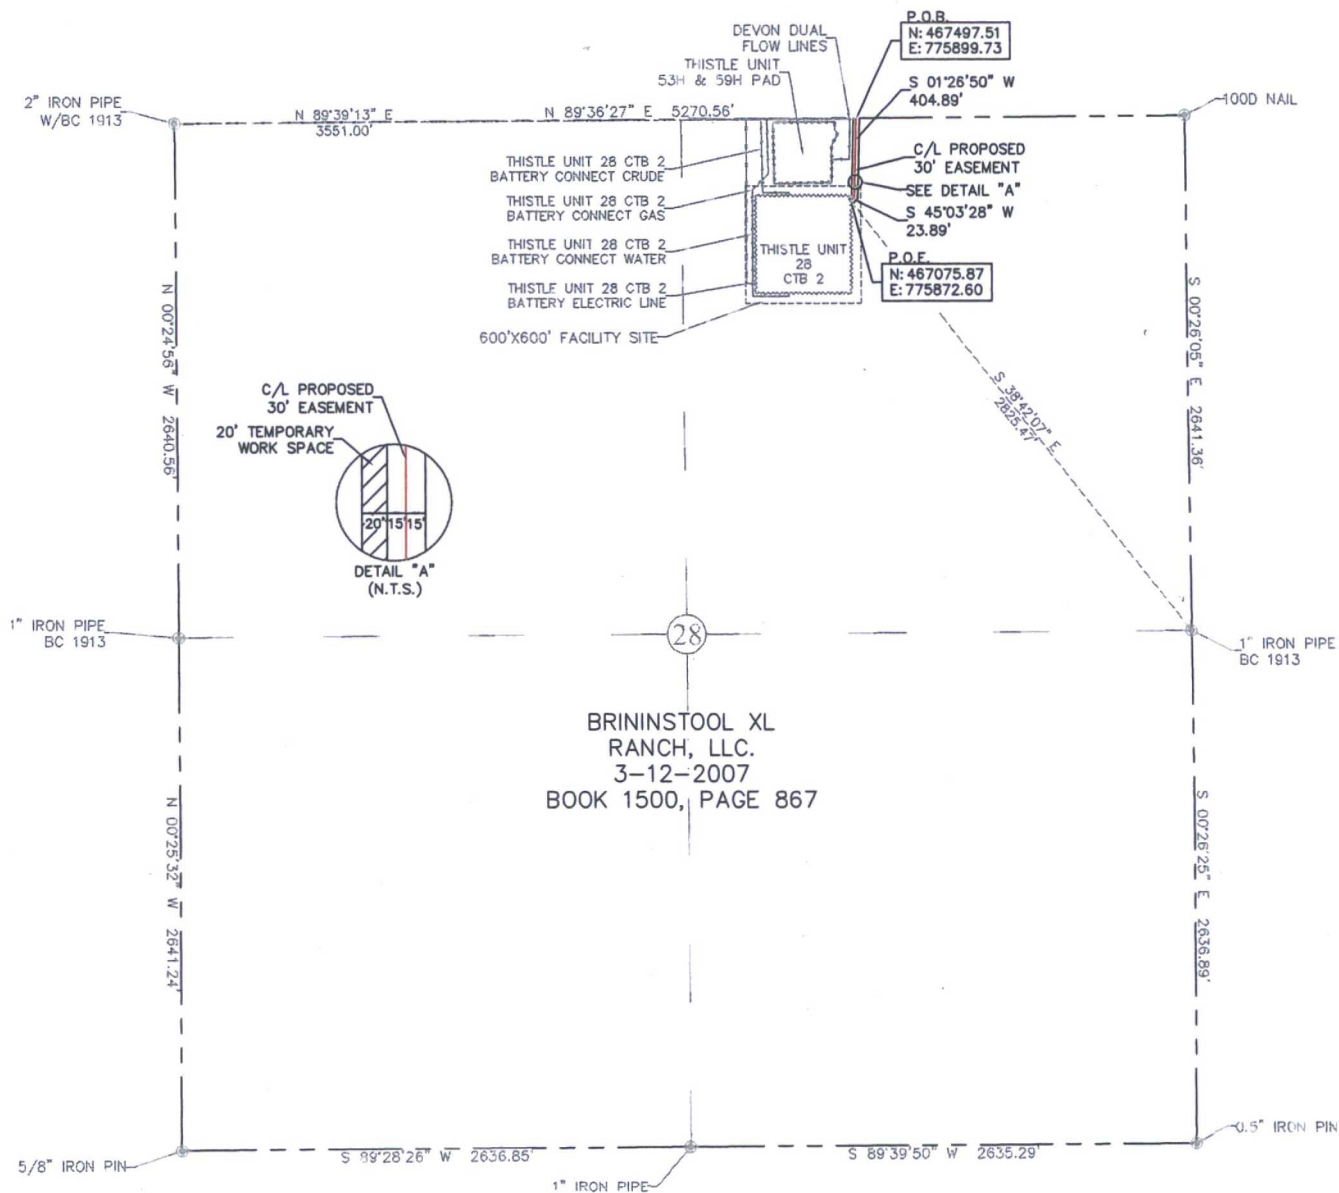 P.O.B.
N: 467497.51
E: 775899.73
DEVON DUAL
FLOW LINES
THISTLE UNIT
53H & 59H PAD
S 01°26'50" W
404.89'
2" IRON PIPE
W/BC 1913
N 89°39'13" E
3551.00'
N 89°36'27" E 5270.56'
100D NAIL
C/L PROPOSED
30' EASEMENT
SEE DETAIL "A"
S 45°03'28" W
23.89'
THISTLE UNIT 28 CTB 2
BATTERY CONNECT CRUDE
THISTLE UNIT 28 CTB 2
BATTERY CONNECT GAS
THISTLE UNIT 28 CTB 2
BATTERY CONNECT WATER
THISTLE UNIT 28 CTB 2
BATTERY ELECTRIC LINE
600'X600' FACILITY SITE
THISTLE UNIT
28
CTB 2
P.O.E.
N: 467075.87
E: 775872.60
N 00°24'56" W 2640.56'
S 00°26'05" E 2641.36'
S 38°42'07" E
2825.47'
C/L PROPOSED
30' EASEMENT
20' TEMPORARY
WORK SPACE
20' 15' 15'
DETAIL "A"
(N.T.S.)
1" IRON PIPE
BC 1913
28
1" IRON PIPE
BC 1913
BRININSTOOL XL
RANCH, LLC.
3-12-2007
BOOK 1500, PAGE 867
N 00°25'32" W 2641.24'
S 00°26'25" E 2636.89'
5/8" IRON PIN
S 89°28'26" W 2636.85'
1" IRON PIPE
S 89°39'50" W 2635.29'
0.5" IRON PIN